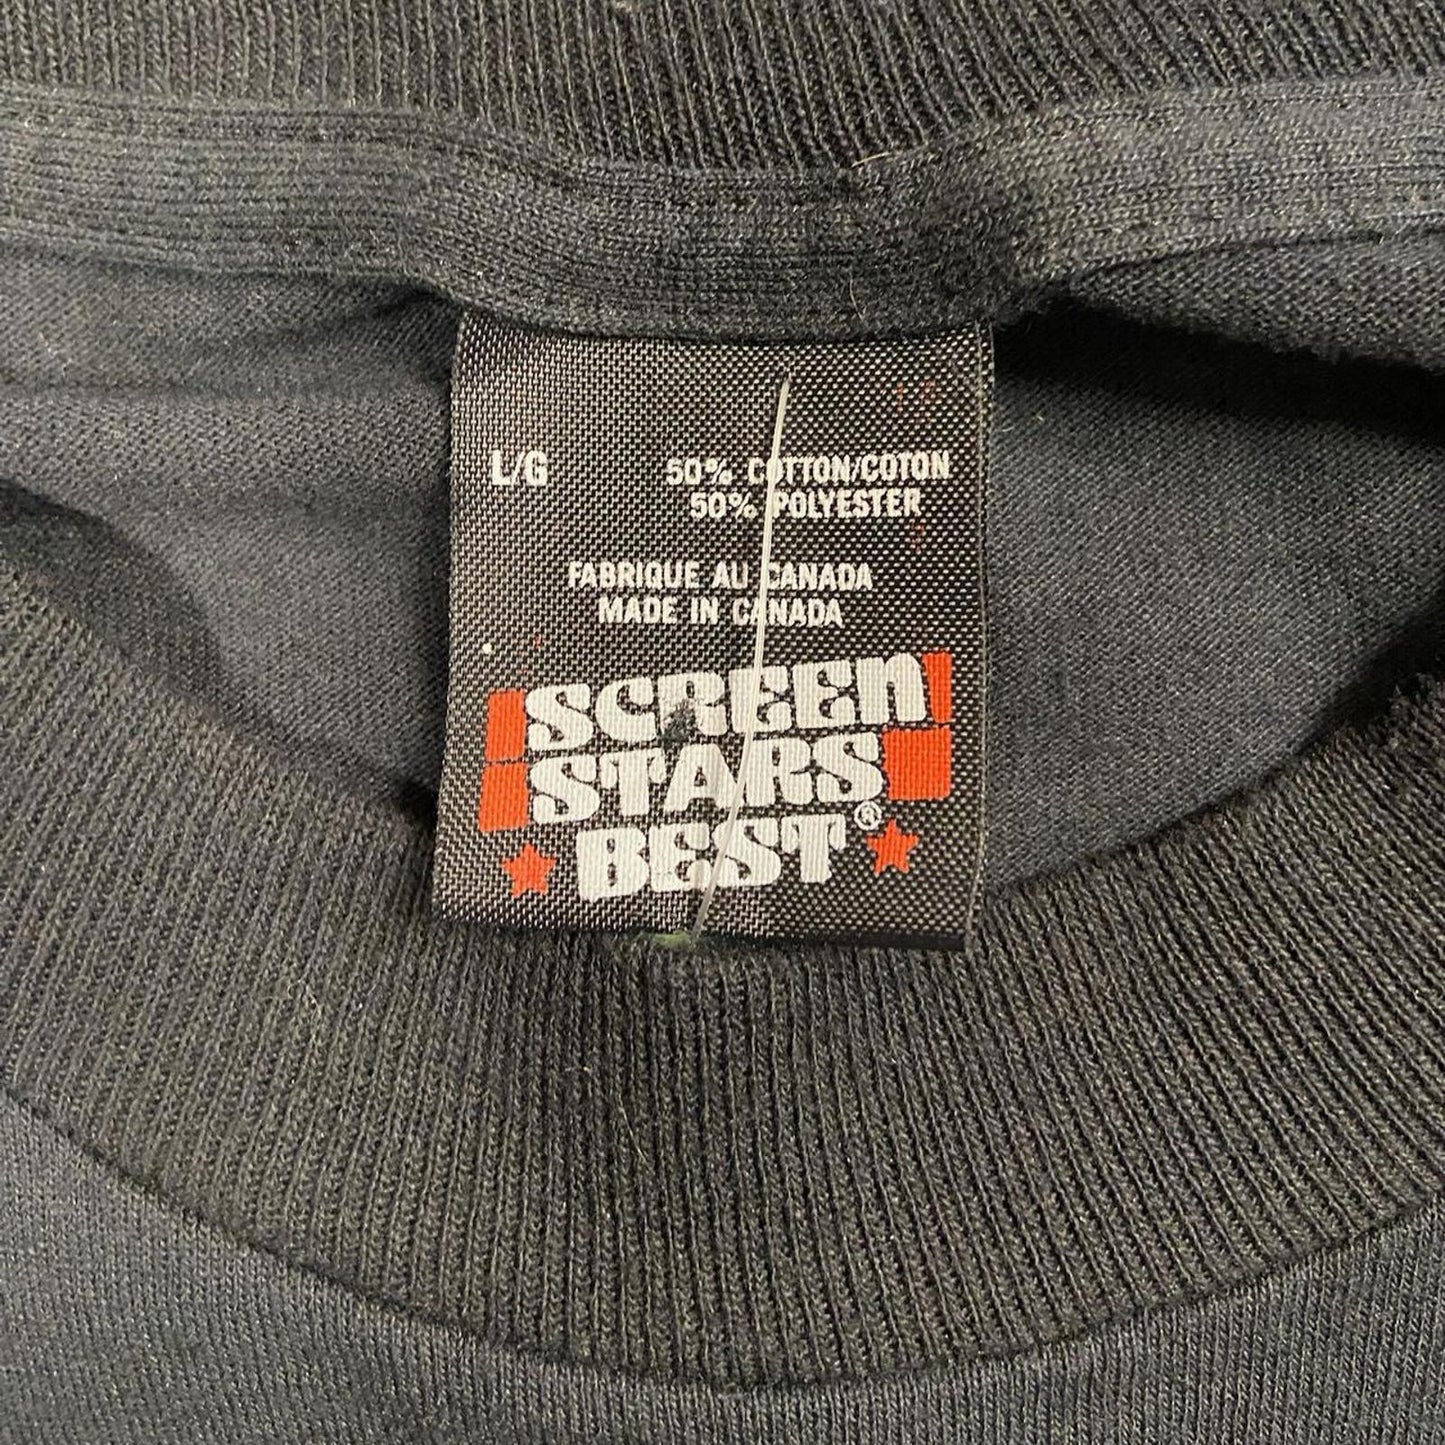 L/G 50% COTTON/COTON
50% POLYESTER
FABRIQUE AU CANADA
MADE IN CANADA
SCREEN
STARS
BEST®